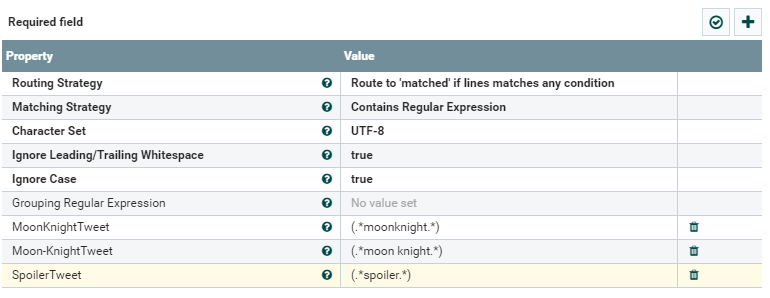 Required field
Property Value
Routing Strategy Route to 'matched' if lines matches any condition
Matching Strategy Contains Regular Expression
Character Set UTF-8
Ignore Leading/Trailing Whitespace true
Ignore Case true
Grouping Regular Expression No value set
MoonKnightTweet (.*moonknight.*)
Moon-KnightTweet (.*moon knight.*)
SpoilerTweet (.*spoiler.*)